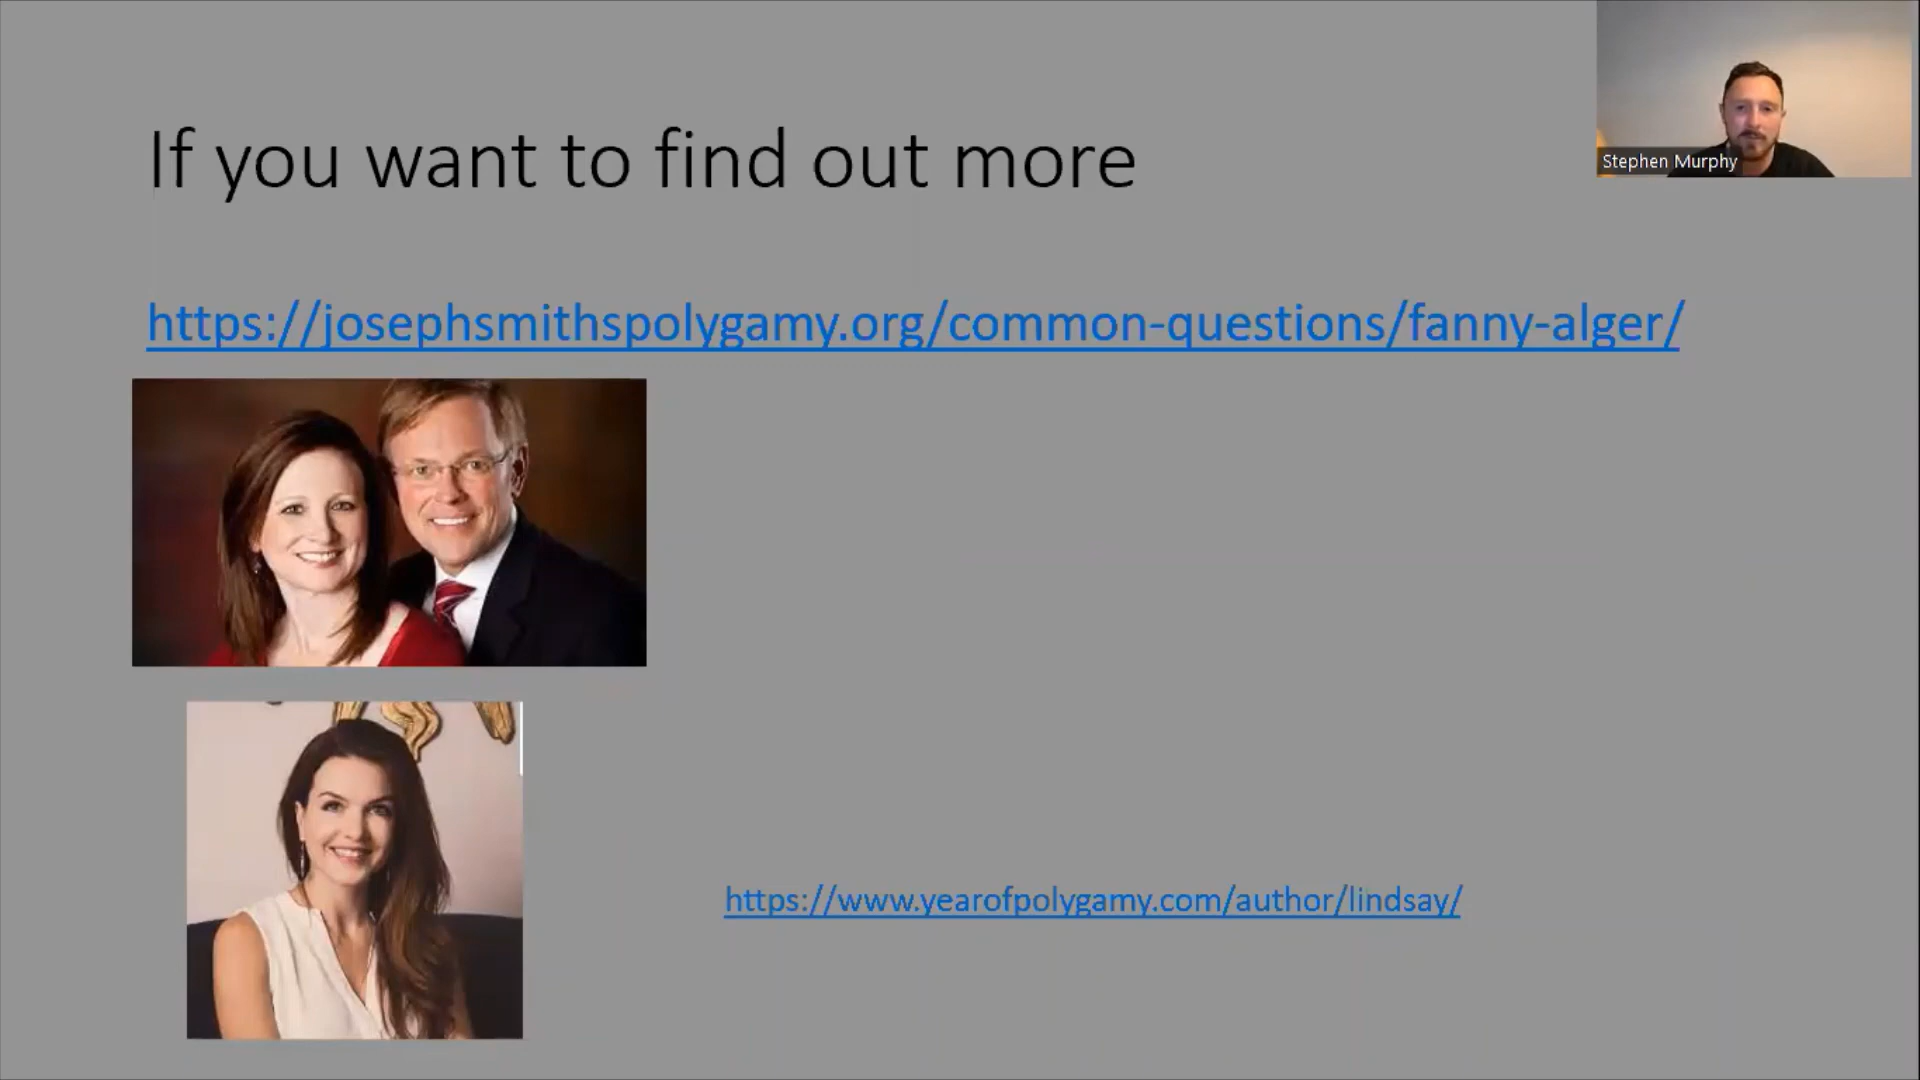 If you want to find out more
Stephen Murphy
https://josephsmithspolygamy.org/common-questions/fanny-alger/
https://www.yearofpolygamy.com/author/lindsay/